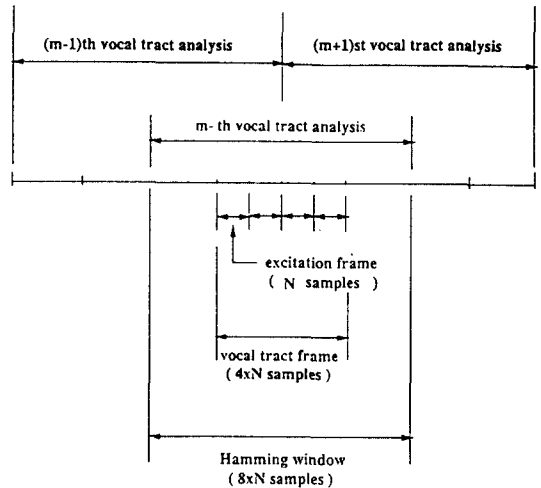 (m-1)th vocal tract analysis
(m+1)st vocal tract analysis
m- th vocal tract analysis
excitation frame
( N samples )
vocal tract frame
( 4xN samples )
Hamming window
( 8xN samples )